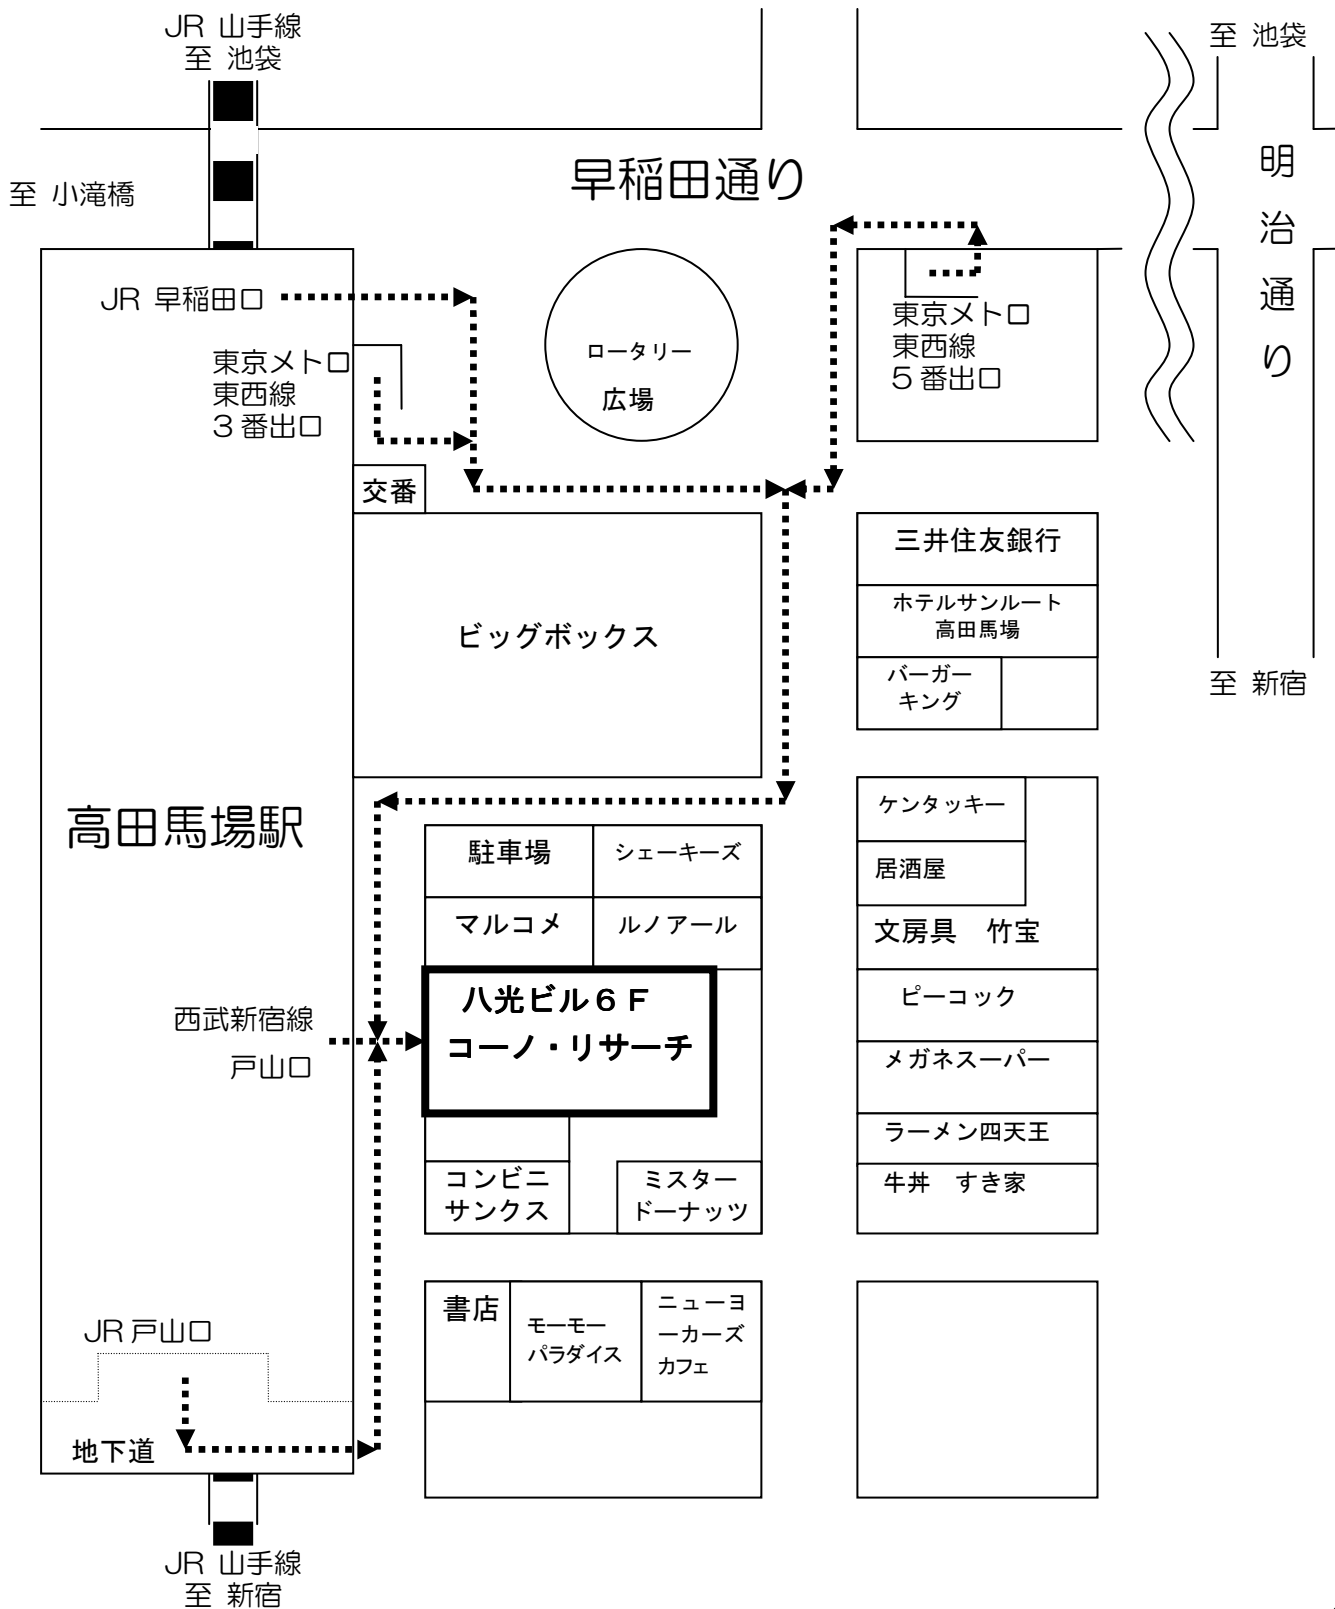 JR 山手線
至 池袋
至 池袋
早稲田通り
明治通り
至 小滝橋
JR 早稲田口
東京メトロ
東西線
3番出口
ロータリー
広場
東京メトロ
東西線
5番出口
交番
三井住友銀行
ホテルサンルート
高田馬場
ビッグボックス
バーガー
キング
至 新宿
高田馬場駅
駐車場
シェーキーズ
ケンタッキー
居酒屋
マルコメ
ルノアール
文房具　竹宝
八光ビル6F
コーノ・リサーチ
ピーコック
西武新宿線
戸山口
メガネスーパー
ラーメン四天王
コンビニ
サンクス
ミスター
ドーナッツ
牛丼　すき家
書店
モーモー
パラダイス
ニューヨ
ーカーズ
カフェ
JR戸山口
地下道
JR 山手線
至 新宿